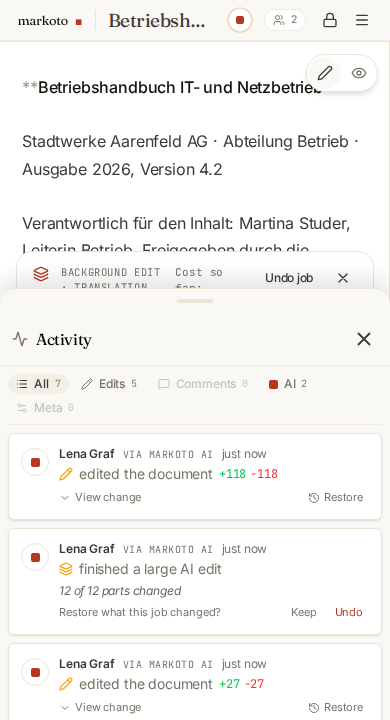 markoto
Betriebsh...
2
**Betriebshandbuch IT- und Netzbetrieb
Stadtwerke Aarenfeld AG · Abteilung Betrieb ·
Ausgabe 2026, Version 4.2
Verantwortlich für den Inhalt: Martina Studer,
Leiterin Betrieb. Freigegeben durch die
BACKGROUND EDIT
· TRANSLATION
Cost so
far:
Undo job
Activity
All 7
Edits 5
Comments 0
AI 2
Meta 0
Lena Graf VIA MARKOTO AI just now
edited the document +118 -118
View change
Restore
Lena Graf VIA MARKOTO AI just now
finished a large AI edit
12 of 12 parts changed
Restore what this job changed?
Keep
Undo
Lena Graf VIA MARKOTO AI just now
edited the document +27 -27
View change
Restore